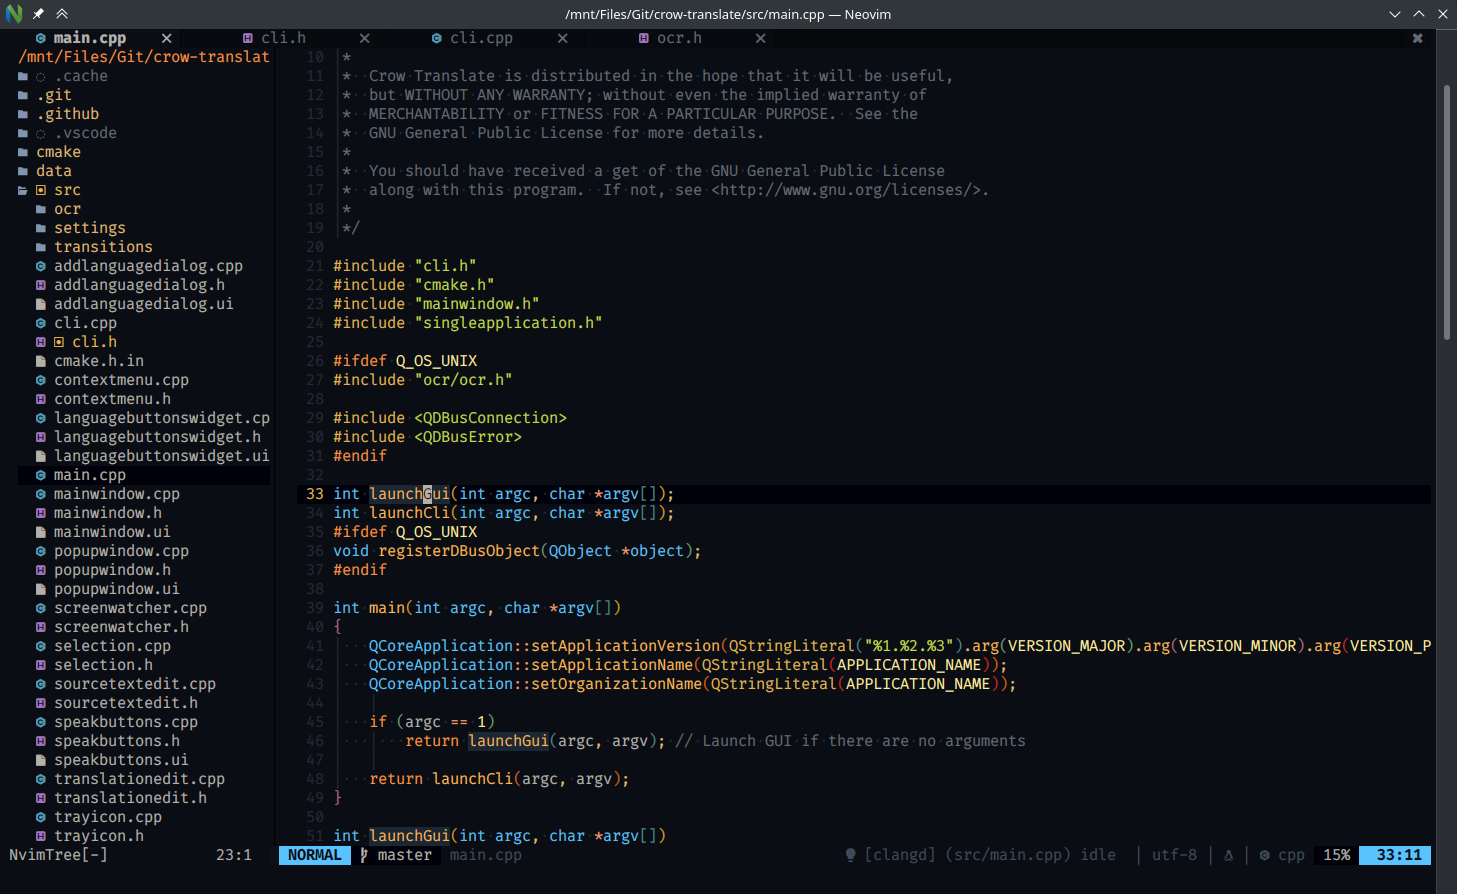 /mnt/Files/Git/crow-translate/src/main.cpp — Neovim
main.cpp cli.h cli.cpp ocr.h
/mnt/Files/Git/crow-translat
.cache
.git
.github
.vscode
cmake
data
src
ocr
settings
transitions
addlanguagedialog.cpp
addlanguagedialog.h
addlanguagedialog.ui
cli.cpp
cli.h
cmake.h.in
contextmenu.cpp
contextmenu.h
languagebuttonswidget.cp
languagebuttonswidget.h
languagebuttonswidget.ui
main.cpp
mainwindow.cpp
mainwindow.h
mainwindow.ui
popupwindow.cpp
popupwindow.h
popupwindow.ui
screenwatcher.cpp
screenwatcher.h
selection.cpp
selection.h
sourcetextedit.cpp
sourcetextedit.h
speakbuttons.cpp
speakbuttons.h
speakbuttons.ui
translationedit.cpp
translationedit.h
trayicon.cpp
trayicon.h
10 *
11 * Crow Translate is distributed in the hope that it will be useful,
12 * but WITHOUT ANY WARRANTY; without even the implied warranty of
13 * MERCHANTABILITY or FITNESS FOR A PARTICULAR PURPOSE. See the
14 * GNU General Public License for more details.
15 *
16 * You should have received a get of the GNU General Public License
17 * along with this program. If not, see <http://www.gnu.org/licenses/>.
18 *
19 */
20
21 #include "cli.h"
22 #include "cmake.h"
23 #include "mainwindow.h"
24 #include "singleapplication.h"
25
26 #ifdef Q_OS_UNIX
27 #include "ocr/ocr.h"
28
29 #include <QDBusConnection>
30 #include <QDBusError>
31 #endif
32
33 int launchGui(int argc, char *argv[]);
34 int launchCli(int argc, char *argv[]);
35 #ifdef Q_OS_UNIX
36 void registerDBusObject(QObject *object);
37 #endif
38
39 int main(int argc, char *argv[])
40 {
41 QCoreApplication::setApplicationVersion(QStringLiteral("%1.%2.%3").arg(VERSION_MAJOR).arg(VERSION_MINOR).arg(VERSION_P
42 QCoreApplication::setApplicationName(QStringLiteral(APPLICATION_NAME));
43 QCoreApplication::setOrganizationName(QStringLiteral(APPLICATION_NAME));
44
45 if (argc == 1)
46 return launchGui(argc, argv); // Launch GUI if there are no arguments
47
48 return launchCli(argc, argv);
49 }
50
51 int launchGui(int argc, char *argv[])
NvimTree[-] 23:1 NORMAL master main.cpp [clangd] (src/main.cpp) idle | utf-8 | | cpp 15% 33:11